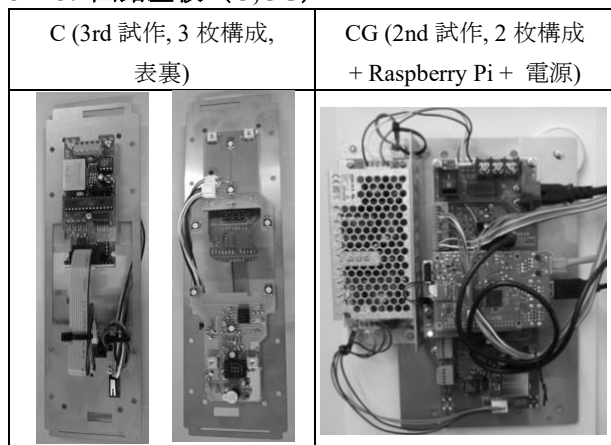 C (3rd 試作, 3 枚構成,
表裏)
CG (2nd 試作, 2 枚構成
+ Raspberry Pi + 電源)